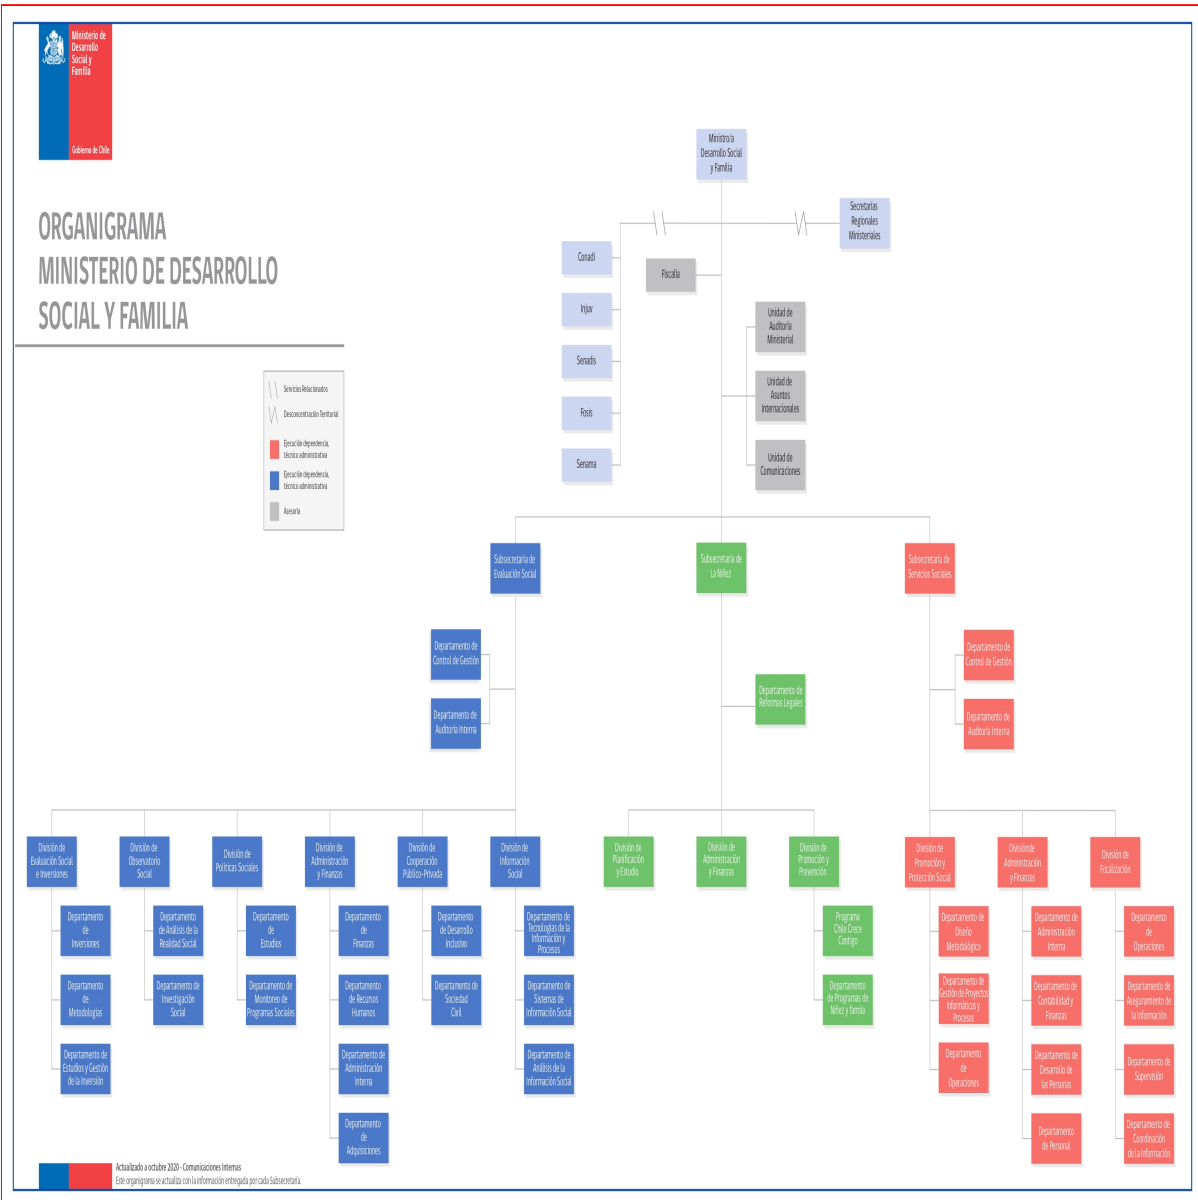 Ministerio de
Desarrollo
Social y
Familia
Gobierno de Chile
ORGANIGRAMA
MINISTERIO DE DESARROLLO
SOCIAL Y FAMILIA
Servicios Relacionados
Desconcentración Territorial
Ejecución dependencia,
técnico administrativa
Ejecución dependencia,
técnico administrativa
Asesoría
Ministro/a
Desarrollo Social
y Familia
Secretarías
Regionales
Ministeriales
Conadi
Injuv
Senadis
Fosis
Senama
Fiscalía
Unidad de
Auditoría
Ministerial
Unidad de
Asuntos
Internacionales
Unidad de
Comunicaciones
Subsecretaría de
Evaluación Social
Subsecretaría de
La Niñez
Subsecretaría de
Servicios Sociales
Departamento de
Control de Gestión
Departamento de
Auditoría Interna
Departamento de
Reformas Legales
Departamento de
Control de Gestión
Departamento de
Auditoría Interna
División de
Evaluación Social
e Inversiones
División de
Observatorio
Social
División de
Políticas Sociales
División de
Administración
y Finanzas
División de
Cooperación
Público-Privada
División de
Información
Social
División de
Planificación
y Estudio
División de
Administración
y Finanzas
División de
Promoción y
Prevención
División de
Promoción y
Protección Social
División de
Administración
y Finanzas
División de
Focalización
Departamento
de
Inversiones
Departamento
de
Metodologías
Departamento de
Estudios y Gestión
de la Inversión
Departamento
de Análisis de la
Realidad Social
Departamento de
Investigación
Social
Departamento
de
Estudios
Departamento de
Monitoreo de
Programas Sociales
Departamento
de
Finanzas
Departamento
de Recursos
Humanos
Departamento de
Administración
Interna
Departamento
de
Adquisiciones
Departamento
de Desarrollo
Inclusivo
Departamento de
Sociedad
Civil
Departamento de
Tecnologías de la
Información y
Procesos
Departamento de
Sistemas de
Información Social
Departamento de
Análisis de la
Información Social
Programa
Chile Crece
Contigo
Departamento
de Programas de
Niñez y famila
Departamento de
Diseño
Metodológico
Departamento de
Gestión de Proyectos
Informáticos y
Procesos
Departamento
de
Operaciones
Departamento de
Administración
Interna
Departamento de
Contabilidad y
Finanzas
Departamento de
Desarrollo de
las Personas
Departamento
de Personal
Departamento
de
Operaciones
Departamento de
Aseguramiento de
la Información
Departamento de
Supervisión
Departamento de
Coordinación
de la Información
Actualizado a octubre 2020 - Comunicaciones Internas
Este organigrama se actualiza con la información entregada por cada Subsecretaría.